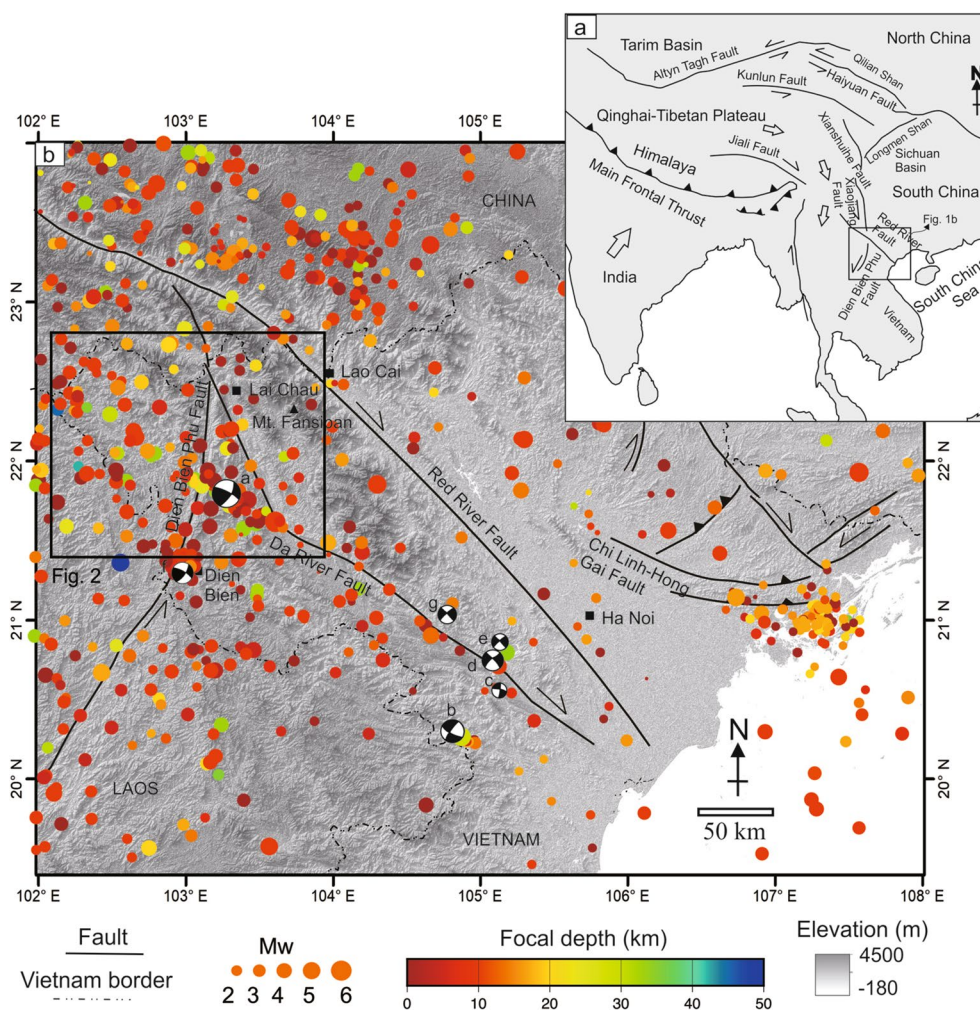 a
North China
Tarim Basin
Altyn Tagh Fault
Qilian Shan
Haiyuan Fault
Kunlun Fault
N
Qinghai-Tibetan Plateau
Xianshuihe Fault
Longmen Shan
Jiali Fault
Sichuan
Basin
Himalaya
Main Frontal Thrust
Xiaojiang
Fault
South China
Red River
Fault
Fig. 1b
India
Dien Bien Phu
Fault
South China
Sea
Vietnam
102° E 103° E 104° E 105° E
b
CHINA
23° N
Lao Cai
Lai Chau
Mt. Fansipan
Dien Bien Phu Fault
22° N
22° N
a
Red River Fault
Da River Fault
Chi Linh-Hong
Gai Fault
Fig. 2
Dien
Bien
g
Ha Noi
21° N
21° N
e
d
c
b
N
20° N
20° N
LAOS
VIETNAM
50 km
102° E 103° E 104° E 105° E 106° E 107° E 108° E
Fault
Vietnam border
Mw
2 3 4 5 6
Focal depth (km)
0 10 20 30 40 50
Elevation (m)
4500
-180